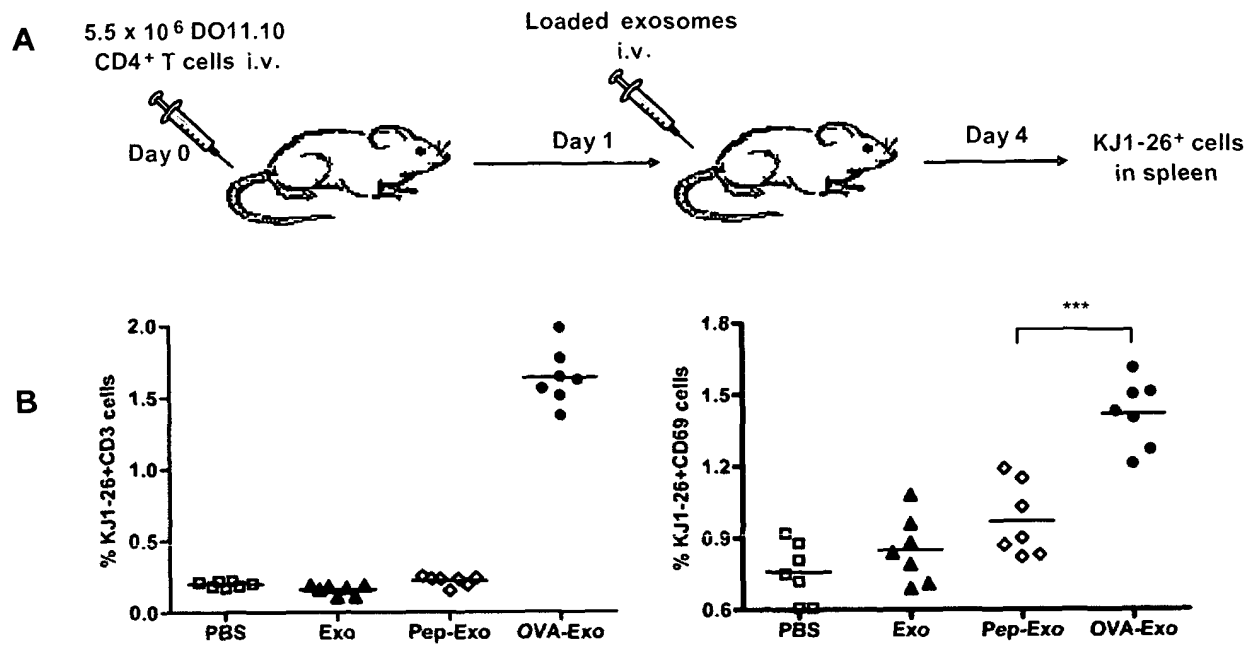 A
5.5 x 10⁶ DO11.10
CD4⁺ T cells i.v.
Loaded exosomes
i.v.
Day 0
Day 1
Day 4
KJ1-26⁺ cells
in spleen
B
% KJ1-26+CD3 cells
2.0
1.5
1.0
0.5
0.0
PBS
Exo
Pep-Exo
OVA-Exo
% KJ1-26+CD69 cells
1.8
1.5
1.2
0.9
0.6
***
PBS
Exo
Pep-Exo
OVA-Exo